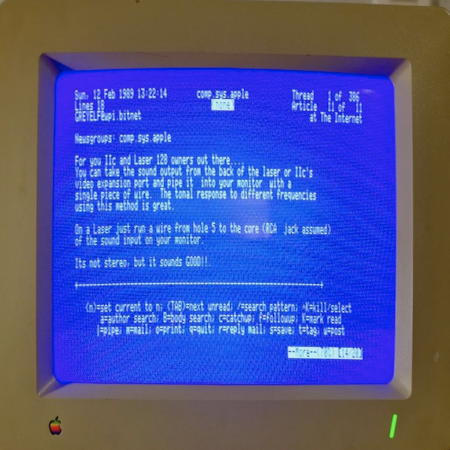 Sun, 12 Feb 1989 13:22:14 comp.sys.apple Thread 1 of 386
Lines 18 none Article 11 of 11
GREYELF@wpi.bitnet at The Internet
Newsgroups: comp.sys.apple
For you IIc and Laser 128 owners out there...
You can take the sound output from the back of the laser or IIc's
video expansion port and pipe it into your monitor with a
single piece of wire. The tonal response to different frequencies
using this method is great.
On a Laser just run a wire from hole 5 to the core (RCA jack assumed)
of the sound input on your monitor.
Its not stereo, but it sounds GOOD!!
(n)=set current to n; (TAB)=next unread; /=search pattern; ^K=kill/select
a=author search; B=body search; c=catchup; f=followup; K=mark read
|=pipe; m=mail; o=print; q=quit; r=reply mail; s=save; t=tag; w=post
--More--